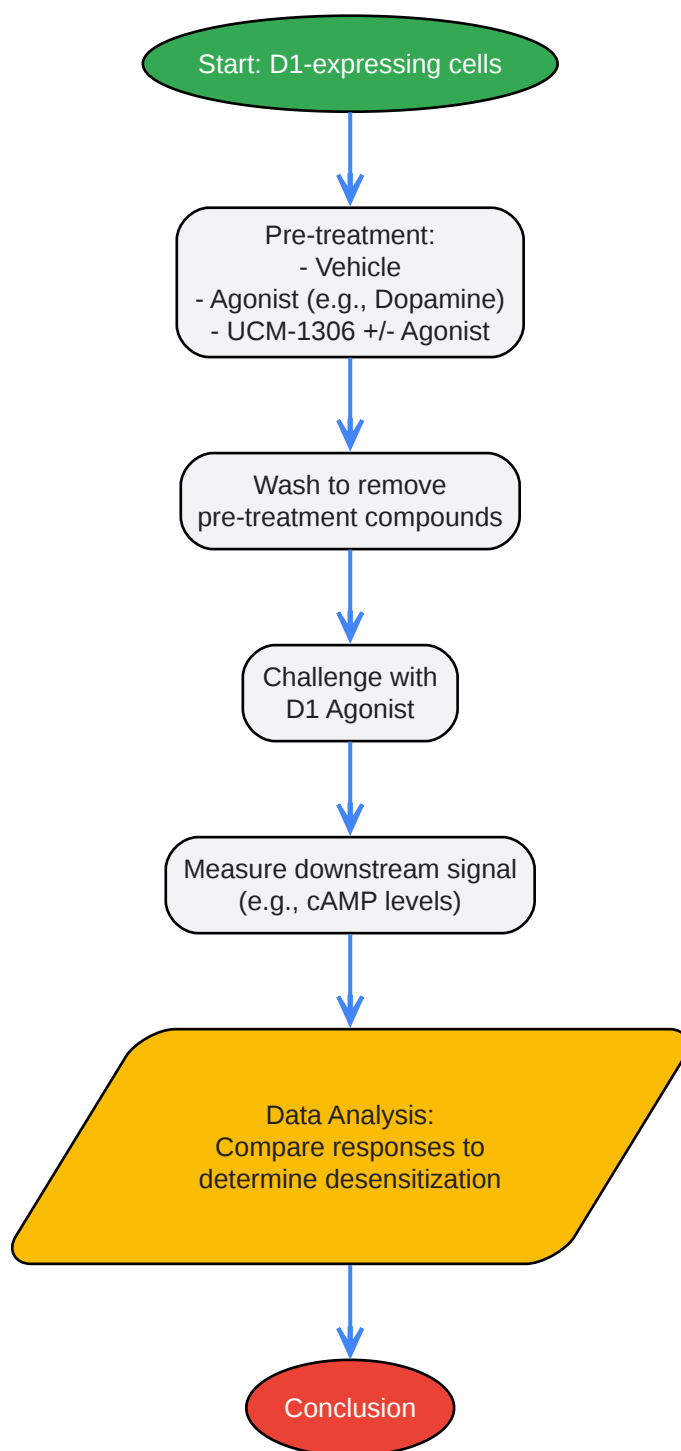 Start: D1-expressing cells
Pre-treatment:
- Vehicle
- Agonist (e.g., Dopamine)
- UCM-1306 +/- Agonist
Wash to remove
pre-treatment compounds
Challenge with
D1 Agonist
Measure downstream signal
(e.g., cAMP levels)
Data Analysis:
Compare responses to
determine desensitization
Conclusion